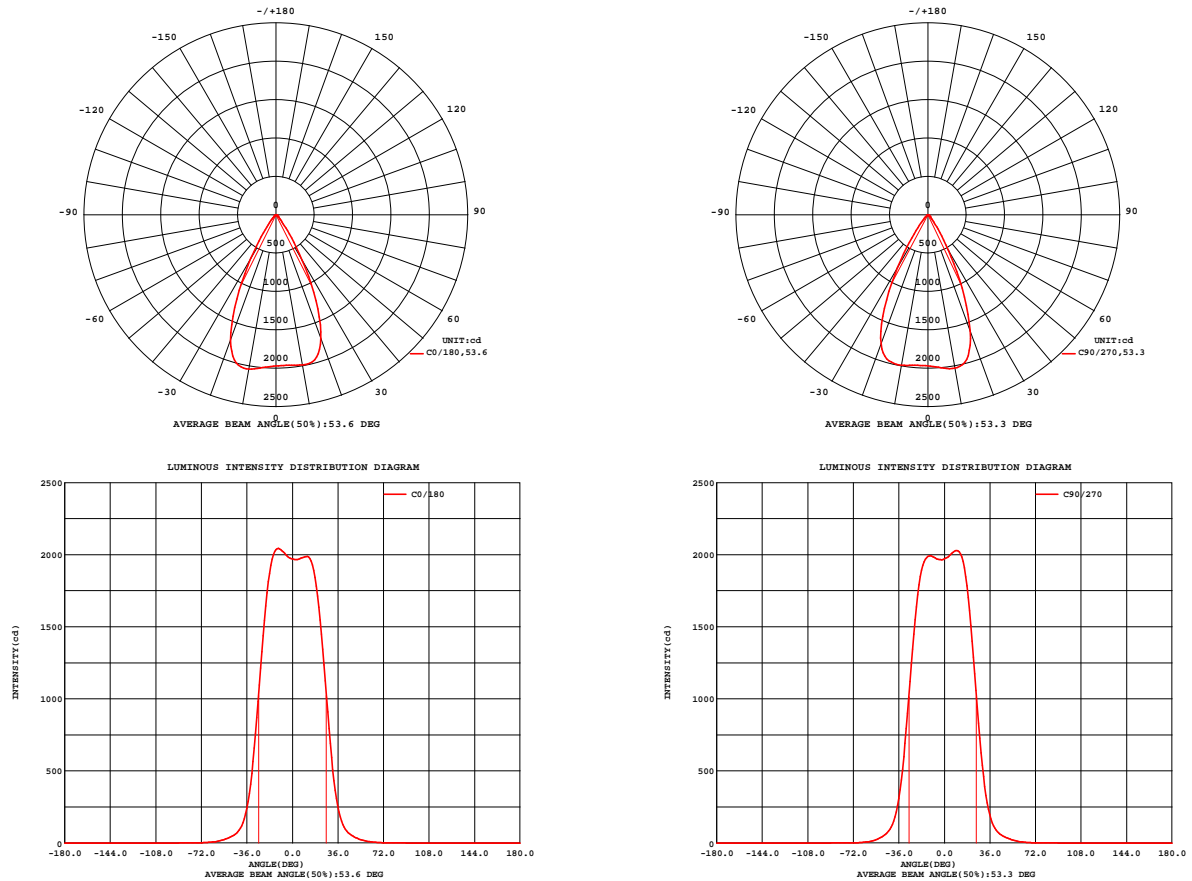 -/+180
-150 150
-120 120
-90 90
-60 60
-30 30
0
0
500
1000
1500
2000
2500
UNIT:cd
C0/180,53.6
AVERAGE BEAM ANGLE(50%):53.6 DEG
-/+180
-150 150
-120 120
-90 90
-60 60
-30 30
0
0
500
1000
1500
2000
2500
UNIT:cd
C90/270,53.3
AVERAGE BEAM ANGLE(50%):53.3 DEG
LUMINOUS INTENSITY DISTRIBUTION DIAGRAM
C0/180
INTENSITY(cd)
2500
2000
1500
1000
500
0
-180.0 -144.0 -108.0 -72.0 -36.0 0.0 36.0 72.0 108.0 144.0 180.0
ANGLE(DEG)
AVERAGE BEAM ANGLE(50%):53.6 DEG
LUMINOUS INTENSITY DISTRIBUTION DIAGRAM
C90/270
INTENSITY(cd)
2500
2000
1500
1000
500
0
-180.0 -144.0 -108.0 -72.0 -36.0 0.0 36.0 72.0 108.0 144.0 180.0
ANGLE(DEG)
AVERAGE BEAM ANGLE(50%):53.3 DEG